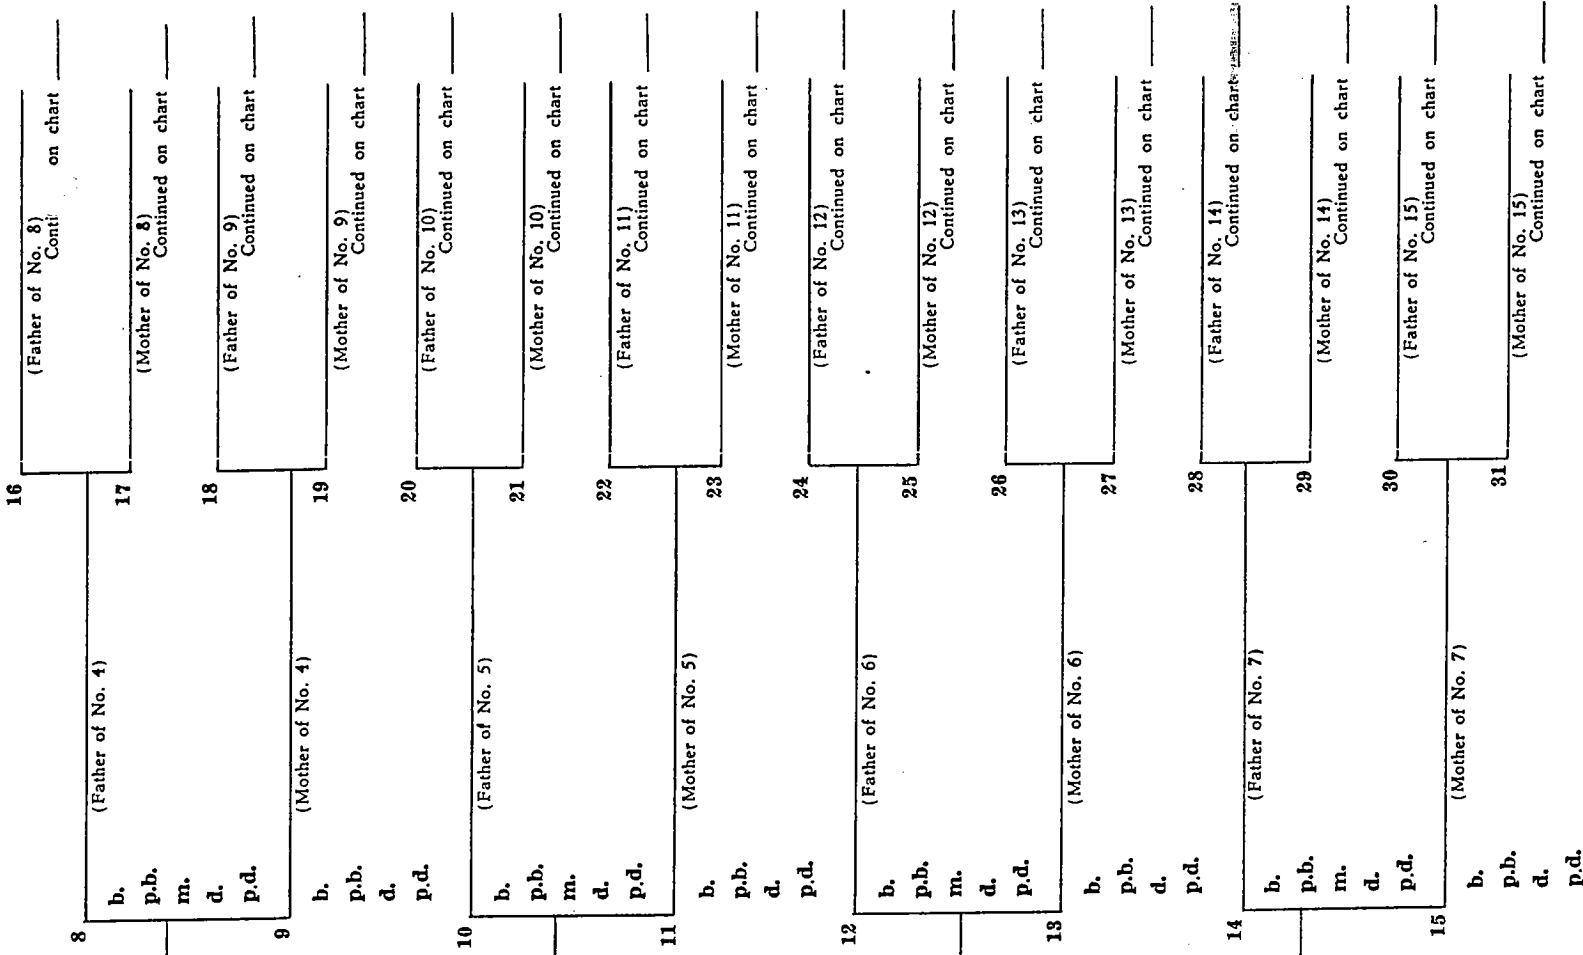 16
(Father of No. 8)
Conti on chart
8
(Father of No. 4)
b.
p.b.
m.
d.
p.d.
17
(Mother of No. 8)
Continued on chart
18
(Father of No. 9)
Continued on chart
9
(Mother of No. 4)
b.
p.b.
d.
p.d.
19
(Mother of No. 9)
Continued on chart
20
(Father of No. 10)
Continued on chart
10
(Father of No. 5)
b.
p.b.
m.
d.
p.d.
21
(Mother of No. 10)
Continued on chart
22
(Father of No. 11)
Continued on chart
11
(Mother of No. 5)
b.
p.b.
d.
p.d.
23
(Mother of No. 11)
Continued on chart
24
(Father of No. 12)
Continued on chart
12
(Father of No. 6)
b.
p.b.
m.
d.
p.d.
25
(Mother of No. 12)
Continued on chart
26
(Father of No. 13)
Continued on chart
13
(Mother of No. 6)
b.
p.b.
d.
p.d.
27
(Mother of No. 13)
Continued on chart
28
(Father of No. 14)
Continued on chart
14
(Father of No. 7)
b.
p.b.
m.
d.
p.d.
29
(Mother of No. 14)
Continued on chart
30
(Father of No. 15)
Continued on chart
15
(Mother of No. 7)
b.
p.b.
d.
p.d.
31
(Mother of No. 15)
Continued on chart